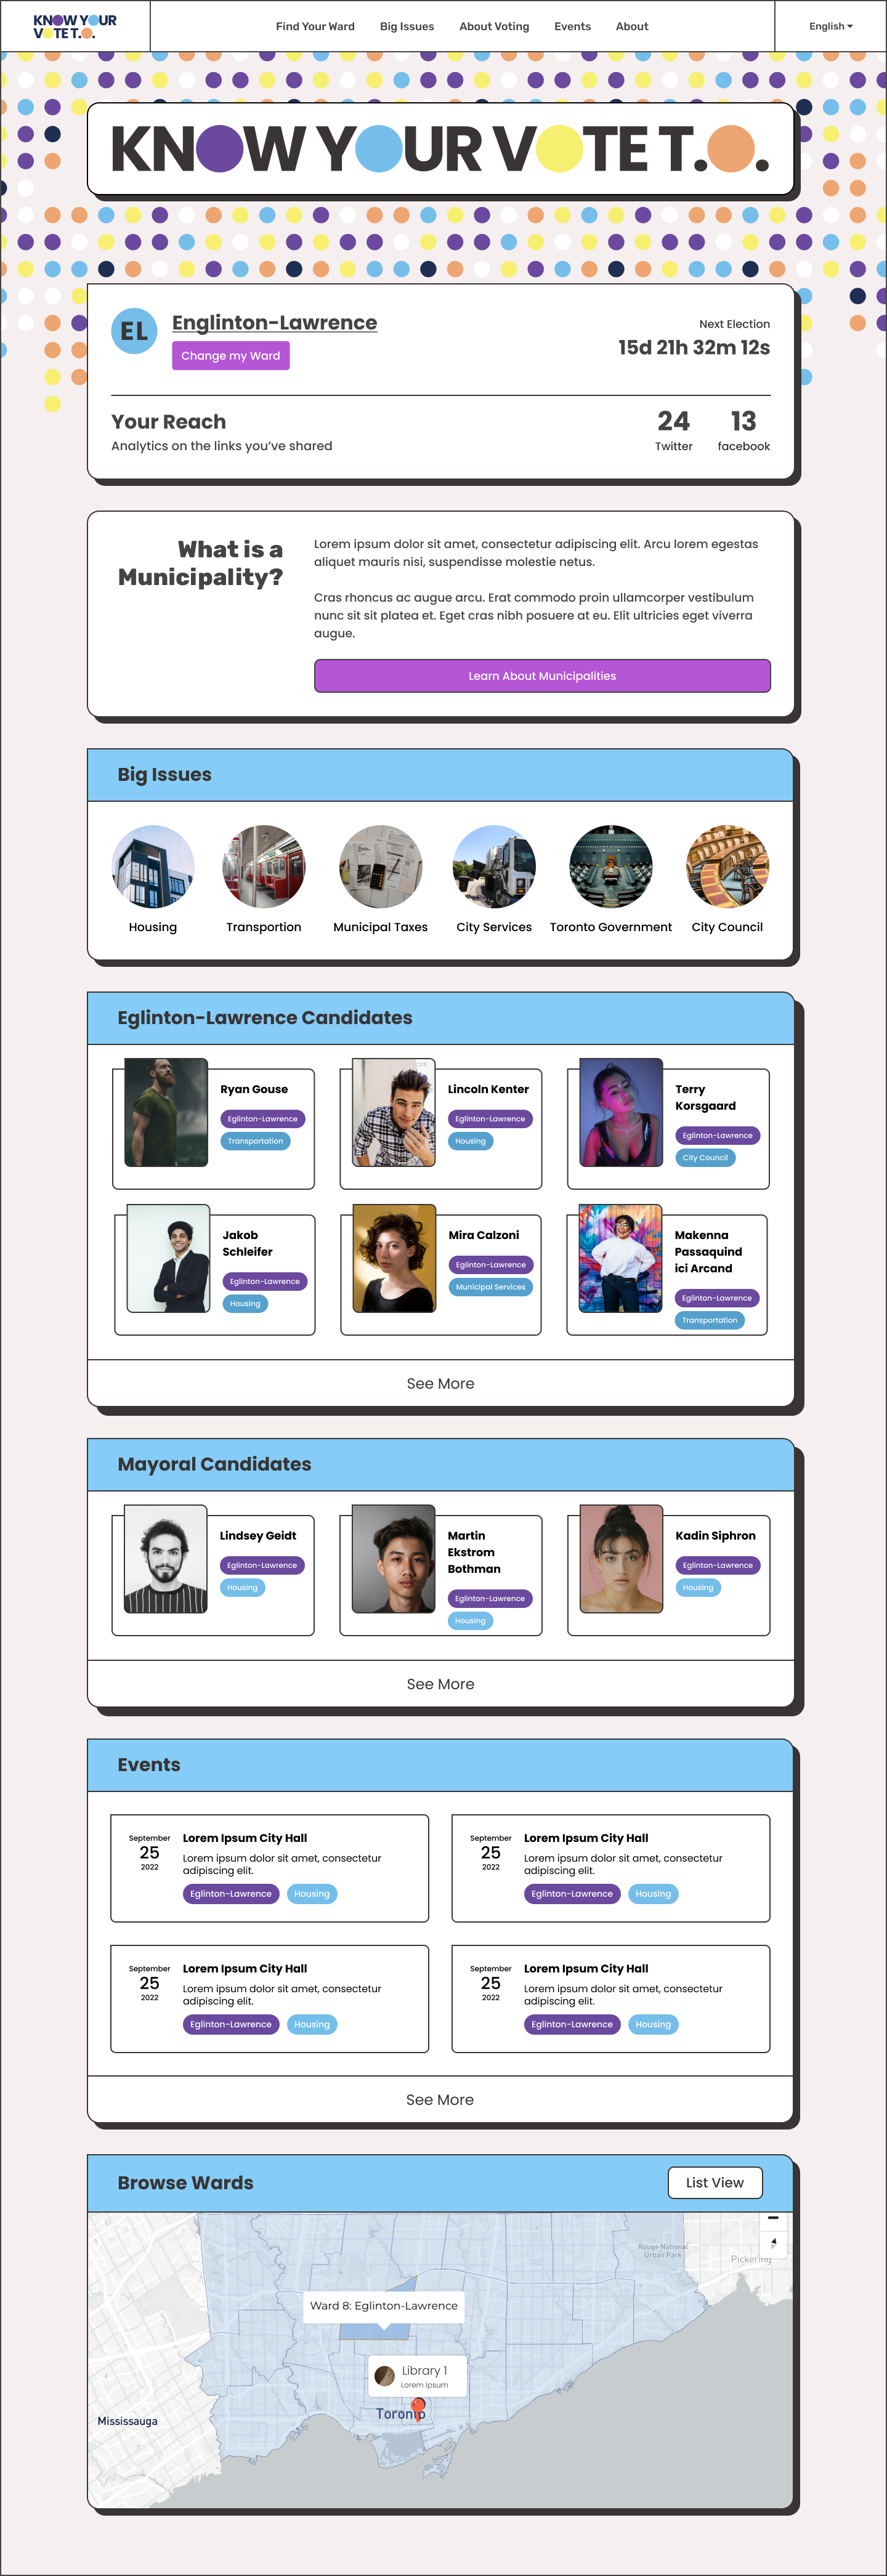 KNOW YOUR
VOTE T.O.
Find Your Ward
Big Issues
About Voting
Events
About
English
KNOW YOUR VOTE T.O.
EL
Englinton-Lawrence
Change my Ward
Next Election
15d 21h 32m 12s
Your Reach
Analytics on the links you've shared
24
Twitter
13
facebook
What is a
Municipality?
Lorem ipsum dolor sit amet, consectetur adipiscing elit. Arcu lorem egestas
aliquet mauris nisi, suspendisse molestie netus.
Cras rhoncus ac augue arcu. Erat commodo proin ullamcorper vestibulum
nunc sit sit platea et. Eget cras nibh posuere at eu. Elit ultricies eget viverra
augue.
Learn About Municipalities
Big Issues
Housing
Transportion
Municipal Taxes
City Services
Toronto Government
City Council
Eglinton-Lawrence Candidates
Ryan Gouse
Eglinton-Lawrence
Transportation
Lincoln Kenter
Eglinton-Lawrence
Housing
Terry
Korsgaard
Eglinton-Lawrence
City Council
Jakob
Schleifer
Eglinton-Lawrence
Housing
Mira Calzoni
Eglinton-Lawrence
Municipal Services
Makenna
Passaquind
ici Arcand
Eglinton-Lawrence
Transportation
See More
Mayoral Candidates
Lindsey Geidt
Eglinton-Lawrence
Housing
Martin
Ekstrom
Bothman
Eglinton-Lawrence
Housing
Kadin Siphron
Eglinton-Lawrence
Housing
See More
Events
September
25
2022
Lorem Ipsum City Hall
Lorem ipsum dolor sit amet, consectetur
adipiscing elit.
Eglinton-Lawrence
Housing
September
25
2022
Lorem Ipsum City Hall
Lorem ipsum dolor sit amet, consectetur
adipiscing elit.
Eglinton-Lawrence
Housing
September
25
2022
Lorem Ipsum City Hall
Lorem ipsum dolor sit amet, consectetur
adipiscing elit.
Eglinton-Lawrence
Housing
September
25
2022
Lorem Ipsum City Hall
Lorem ipsum dolor sit amet, consectetur
adipiscing elit.
Eglinton-Lawrence
Housing
See More
Browse Wards
List View
Rouge National
Urban Park
Pickering
Ward 8: Eglinton-Lawrence
Library 1
Lorem Ipsum
Toronto
Mississauga